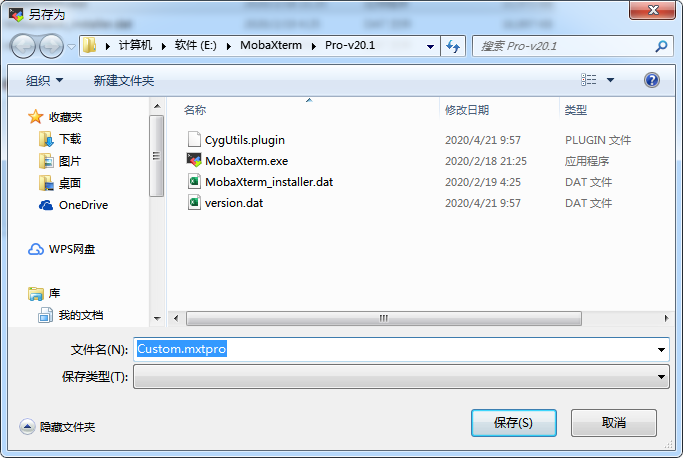 另存为
计算机 软件 (E:) MobaXterm Pro-v20.1 搜索 Pro-v20.1
组织 新建文件夹
名称 修改日期 类型
收藏夹
下载
图片
桌面
OneDrive
WPS网盘
库
我的文档
CygUtils.plugin 2020/4/21 9:57 PLUGIN 文件
MobaXterm.exe 2020/2/18 21:25 应用程序
MobaXterm_installer.dat 2020/2/19 4:25 DAT 文件
version.dat 2020/4/21 9:57 DAT 文件
文件名(N): Custom.mxtpro
保存类型(T):
隐藏文件夹 保存(S) 取消